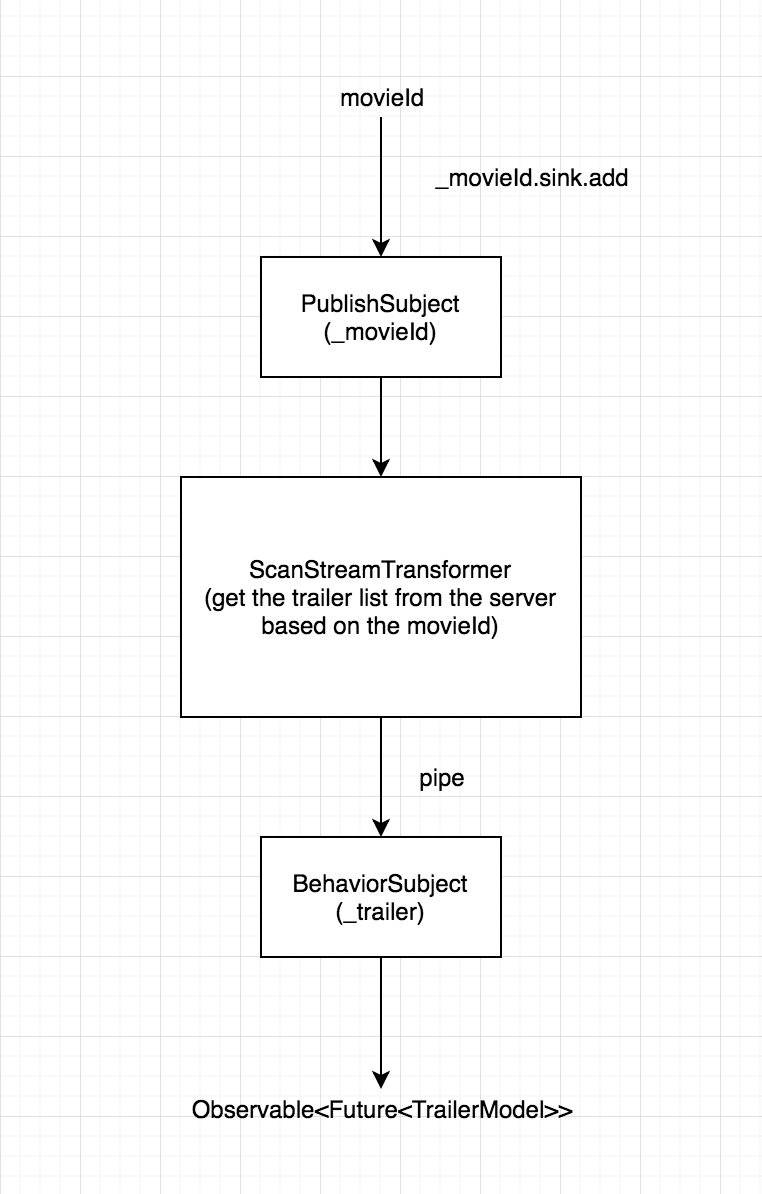 movieId
_movieId.sink.add
PublishSubject
(_movieId)
ScanStreamTransformer
(get the trailer list from the server
based on the movieId)
pipe
BehaviorSubject
(_trailer)
Observable<Future<TrailerModel>>